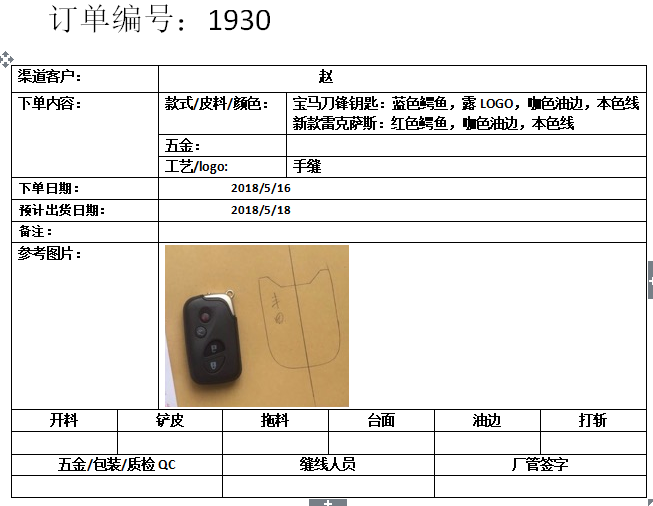 订单编号：1930
渠道客户： 赵
下单内容： 款式/皮料/颜色： 宝马刀锋钥匙：蓝色鳄鱼，露 LOGO，咖色油边，本色线
新款雷克萨斯：红色鳄鱼，咖色油边，本色线
五金：
工艺/logo: 手缝
下单日期： 2018/5/16
预计出货日期： 2018/5/18
备注：
参考图片：
开料 铲皮 拖料 台面 油边 打斩
五金/包装/质检 QC 缝线人员 厂管签字